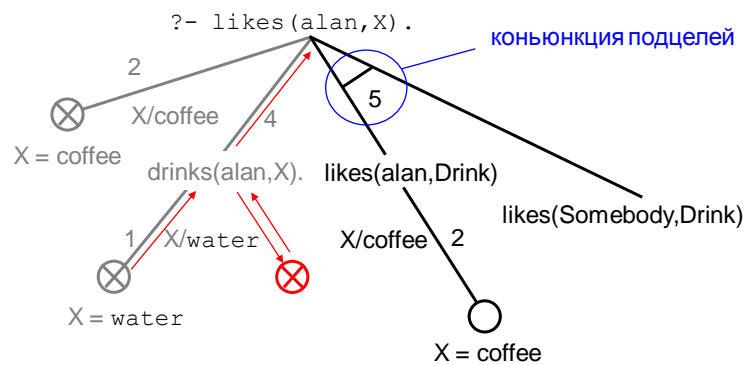 ?- likes(alan,X).
коньюнкция подцелей
2
X/coffee
4
5
X = coffee
drinks(alan,X).
likes(alan,Drink)
likes(Somebody,Drink)
1
X/water
X/coffee
2
X = water
X = coffee